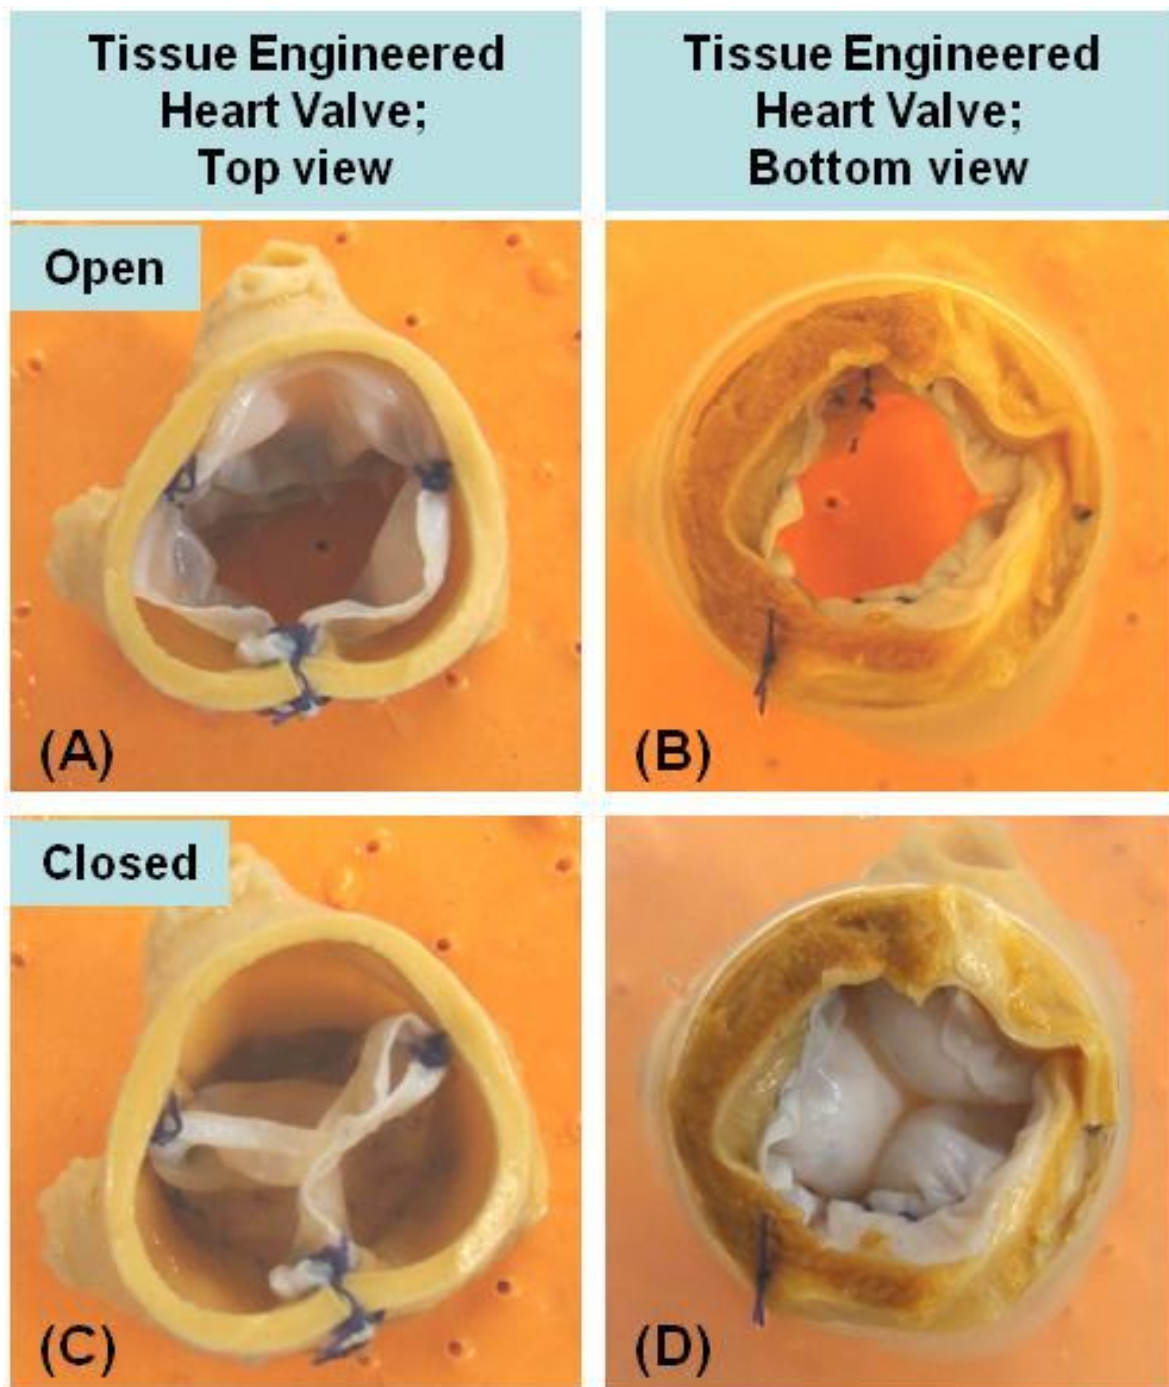 Tissue Engineered
Heart Valve;
Top view
Tissue Engineered
Heart Valve;
Bottom view
Open
(A)
(B)
Closed
(C)
(D)